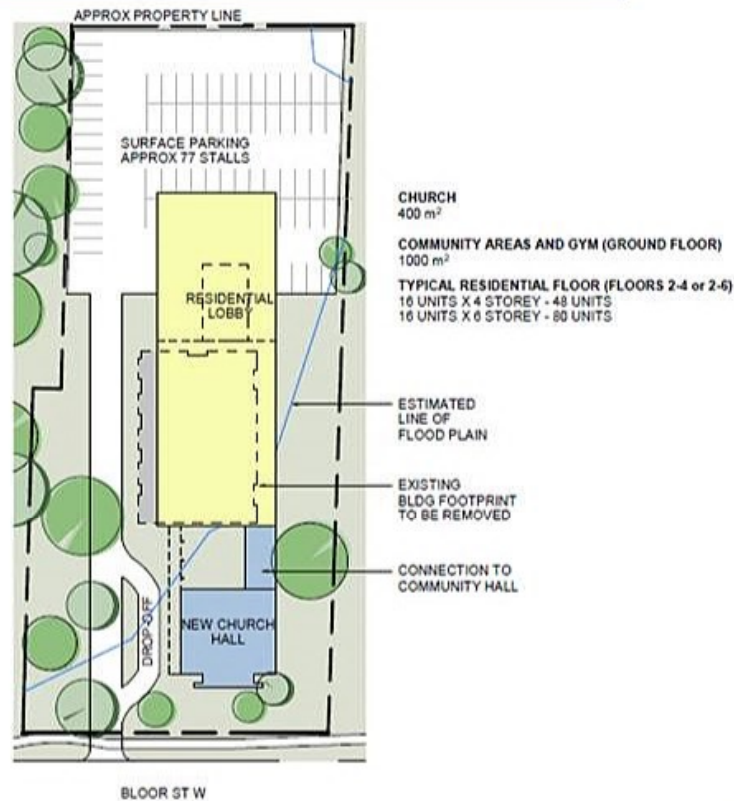 APPROX PROPERTY LINE
SURFACE PARKING
APPROX 77 STALLS
CHURCH
400 m²
COMMUNITY AREAS AND GYM (GROUND FLOOR)
1000 m²
TYPICAL RESIDENTIAL FLOOR (FLOORS 2-4 or 2-6)
16 UNITS X 4 STOREY - 48 UNITS
16 UNITS X 6 STOREY - 80 UNITS
RESIDENTIAL
LOBBY
ESTIMATED
LINE OF
FLOOD PLAIN
EXISTING
BLDG FOOTPRINT
TO BE REMOVED
CONNECTION TO
COMMUNITY HALL
DROP-OFF
NEW CHURCH
HALL
BLOOR ST W